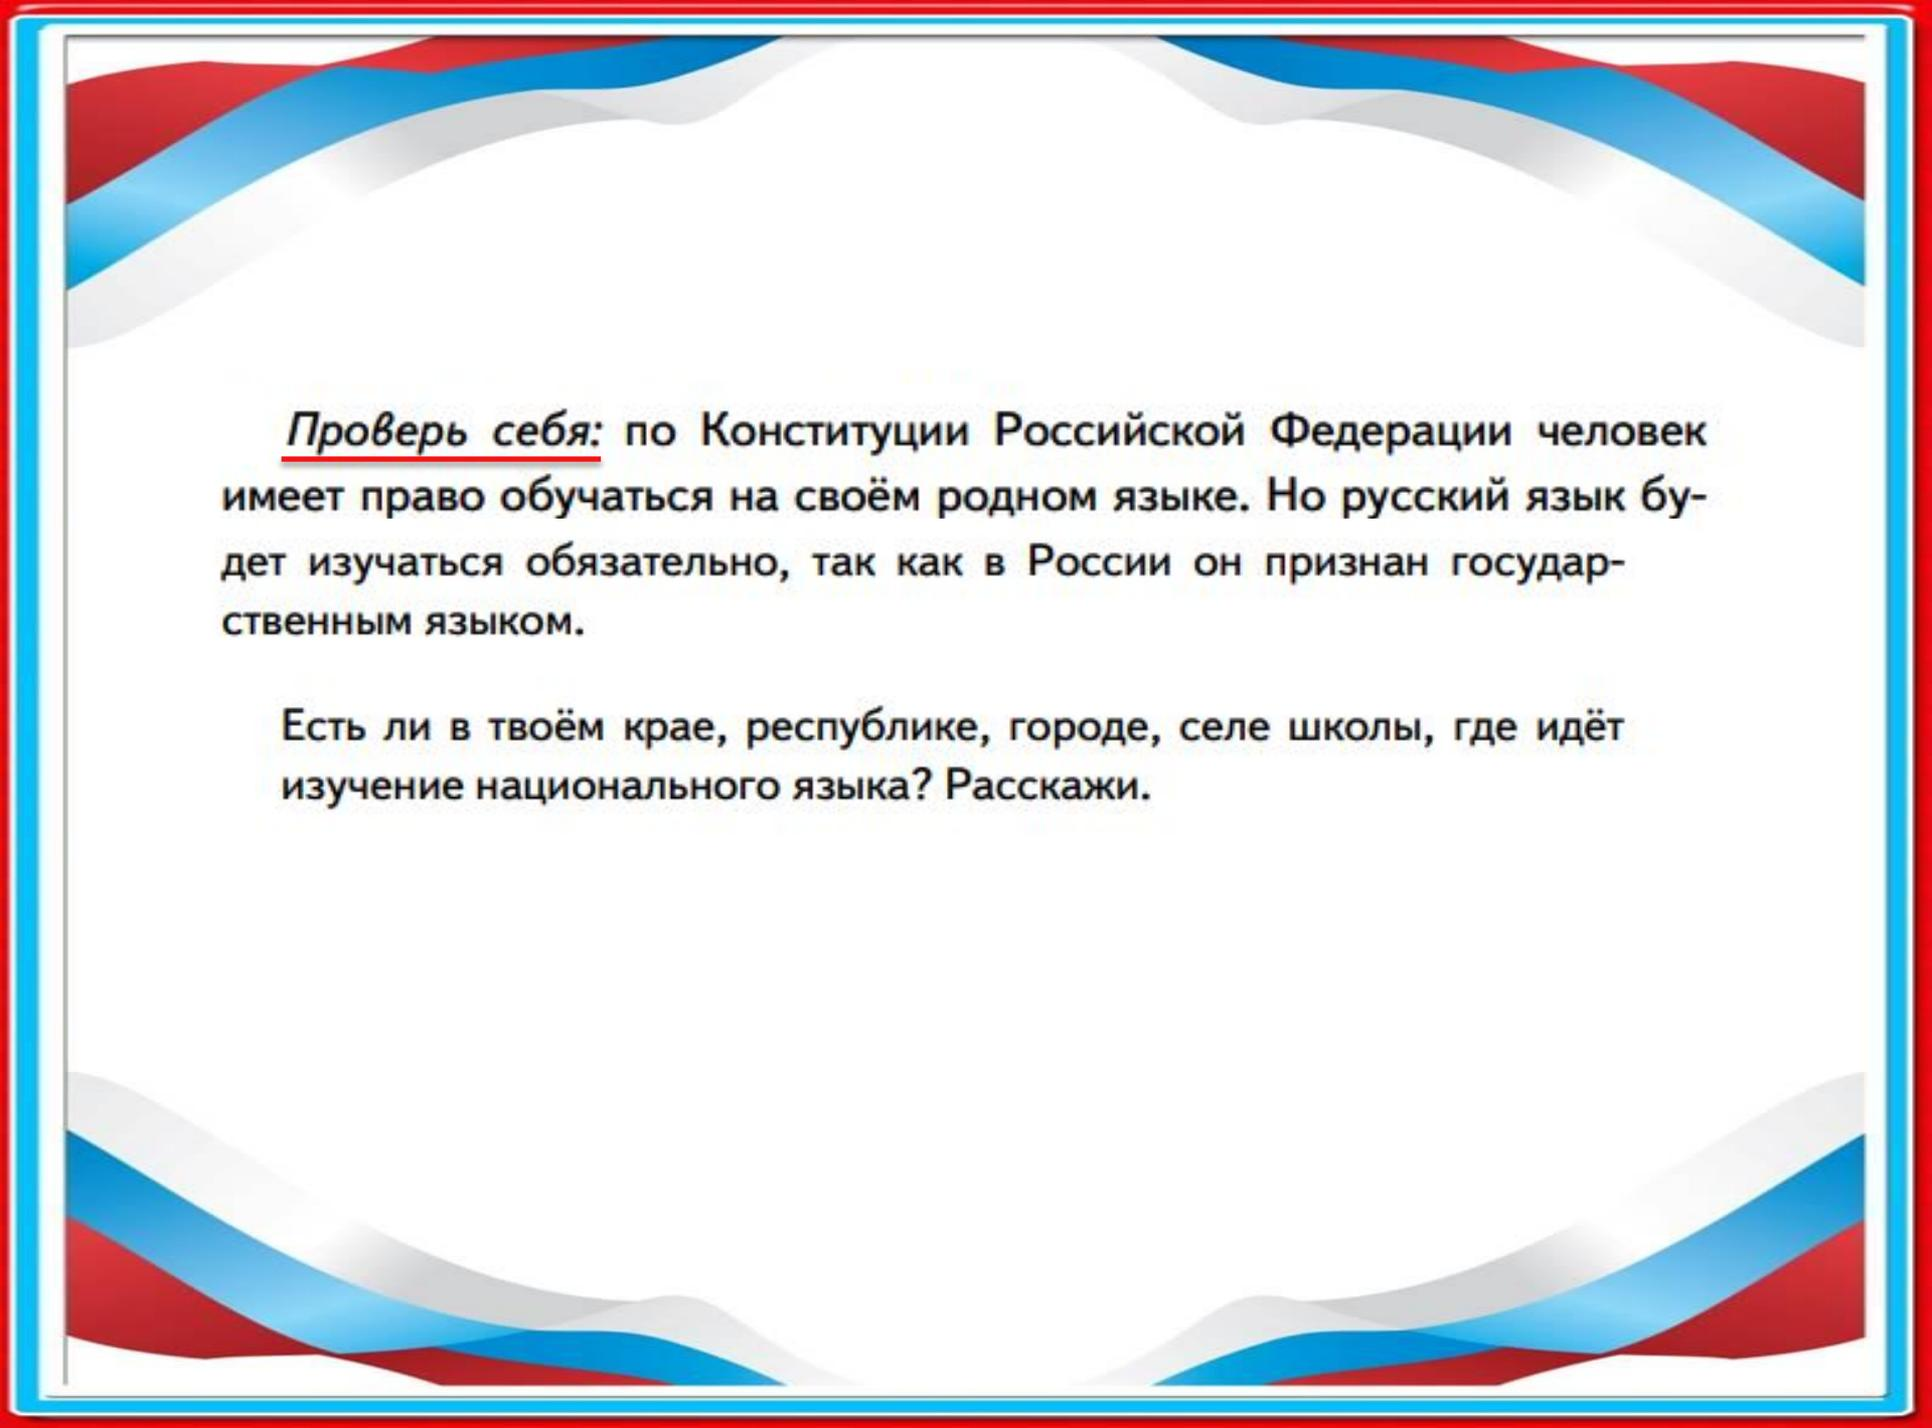 Проверь себя: по Конституции Российской Федерации человек
имеет право обучаться на своём родном языке. Но русский язык бу-
дет изучаться обязательно, так как в России он признан государ-
ственным языком.
Есть ли в твоём крае, республике, городе, селе школы, где идёт
изучение национального языка? Расскажи.